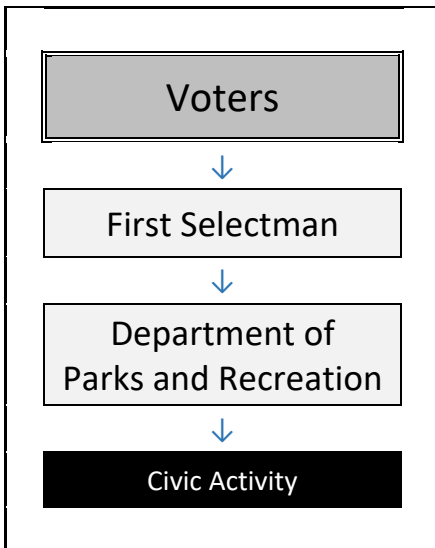 Voters
↓
First Selectman
↓
Department of
Parks and Recreation
↓
Civic Activity